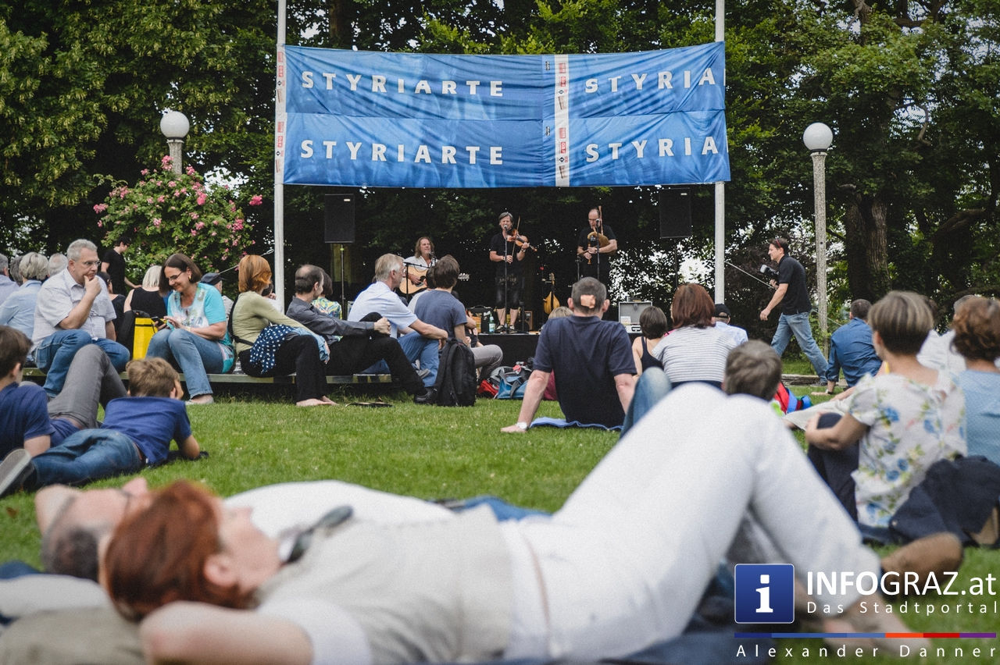 STYRIARTE STYRIA
STYRIARTE STYRIA
i INFOGRAZ.at
Das Stadtportal
Alexander Danner